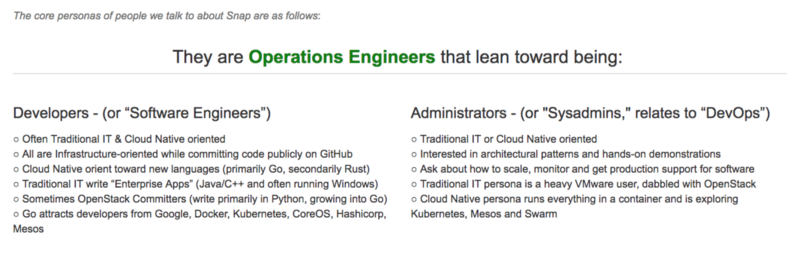 The core personas of people we talk to about Snap are as follows:
They are Operations Engineers that lean toward being:
Developers - (or “Software Engineers”)
○ Often Traditional IT & Cloud Native oriented
○ All are Infrastructure-oriented while committing code publicly on GitHub
○ Cloud Native orient toward new languages (primarily Go, secondarily Rust)
○ Traditional IT write “Enterprise Apps” (Java/C++ and often running Windows)
○ Sometimes OpenStack Committers (write primarily in Python, growing into Go)
○ Go attracts developers from Google, Docker, Kubernetes, CoreOS, Hashicorp,
Mesos
Administrators - (or "Sysadmins," relates to “DevOps”)
○ Traditional IT or Cloud Native oriented
○ Interested in architectural patterns and hands-on demonstrations
○ Ask about how to scale, monitor and get production support for software
○ Traditional IT persona is a heavy VMware user, dabbled with OpenStack
○ Cloud Native persona runs everything in a container and is exploring
Kubernetes, Mesos and Swarm